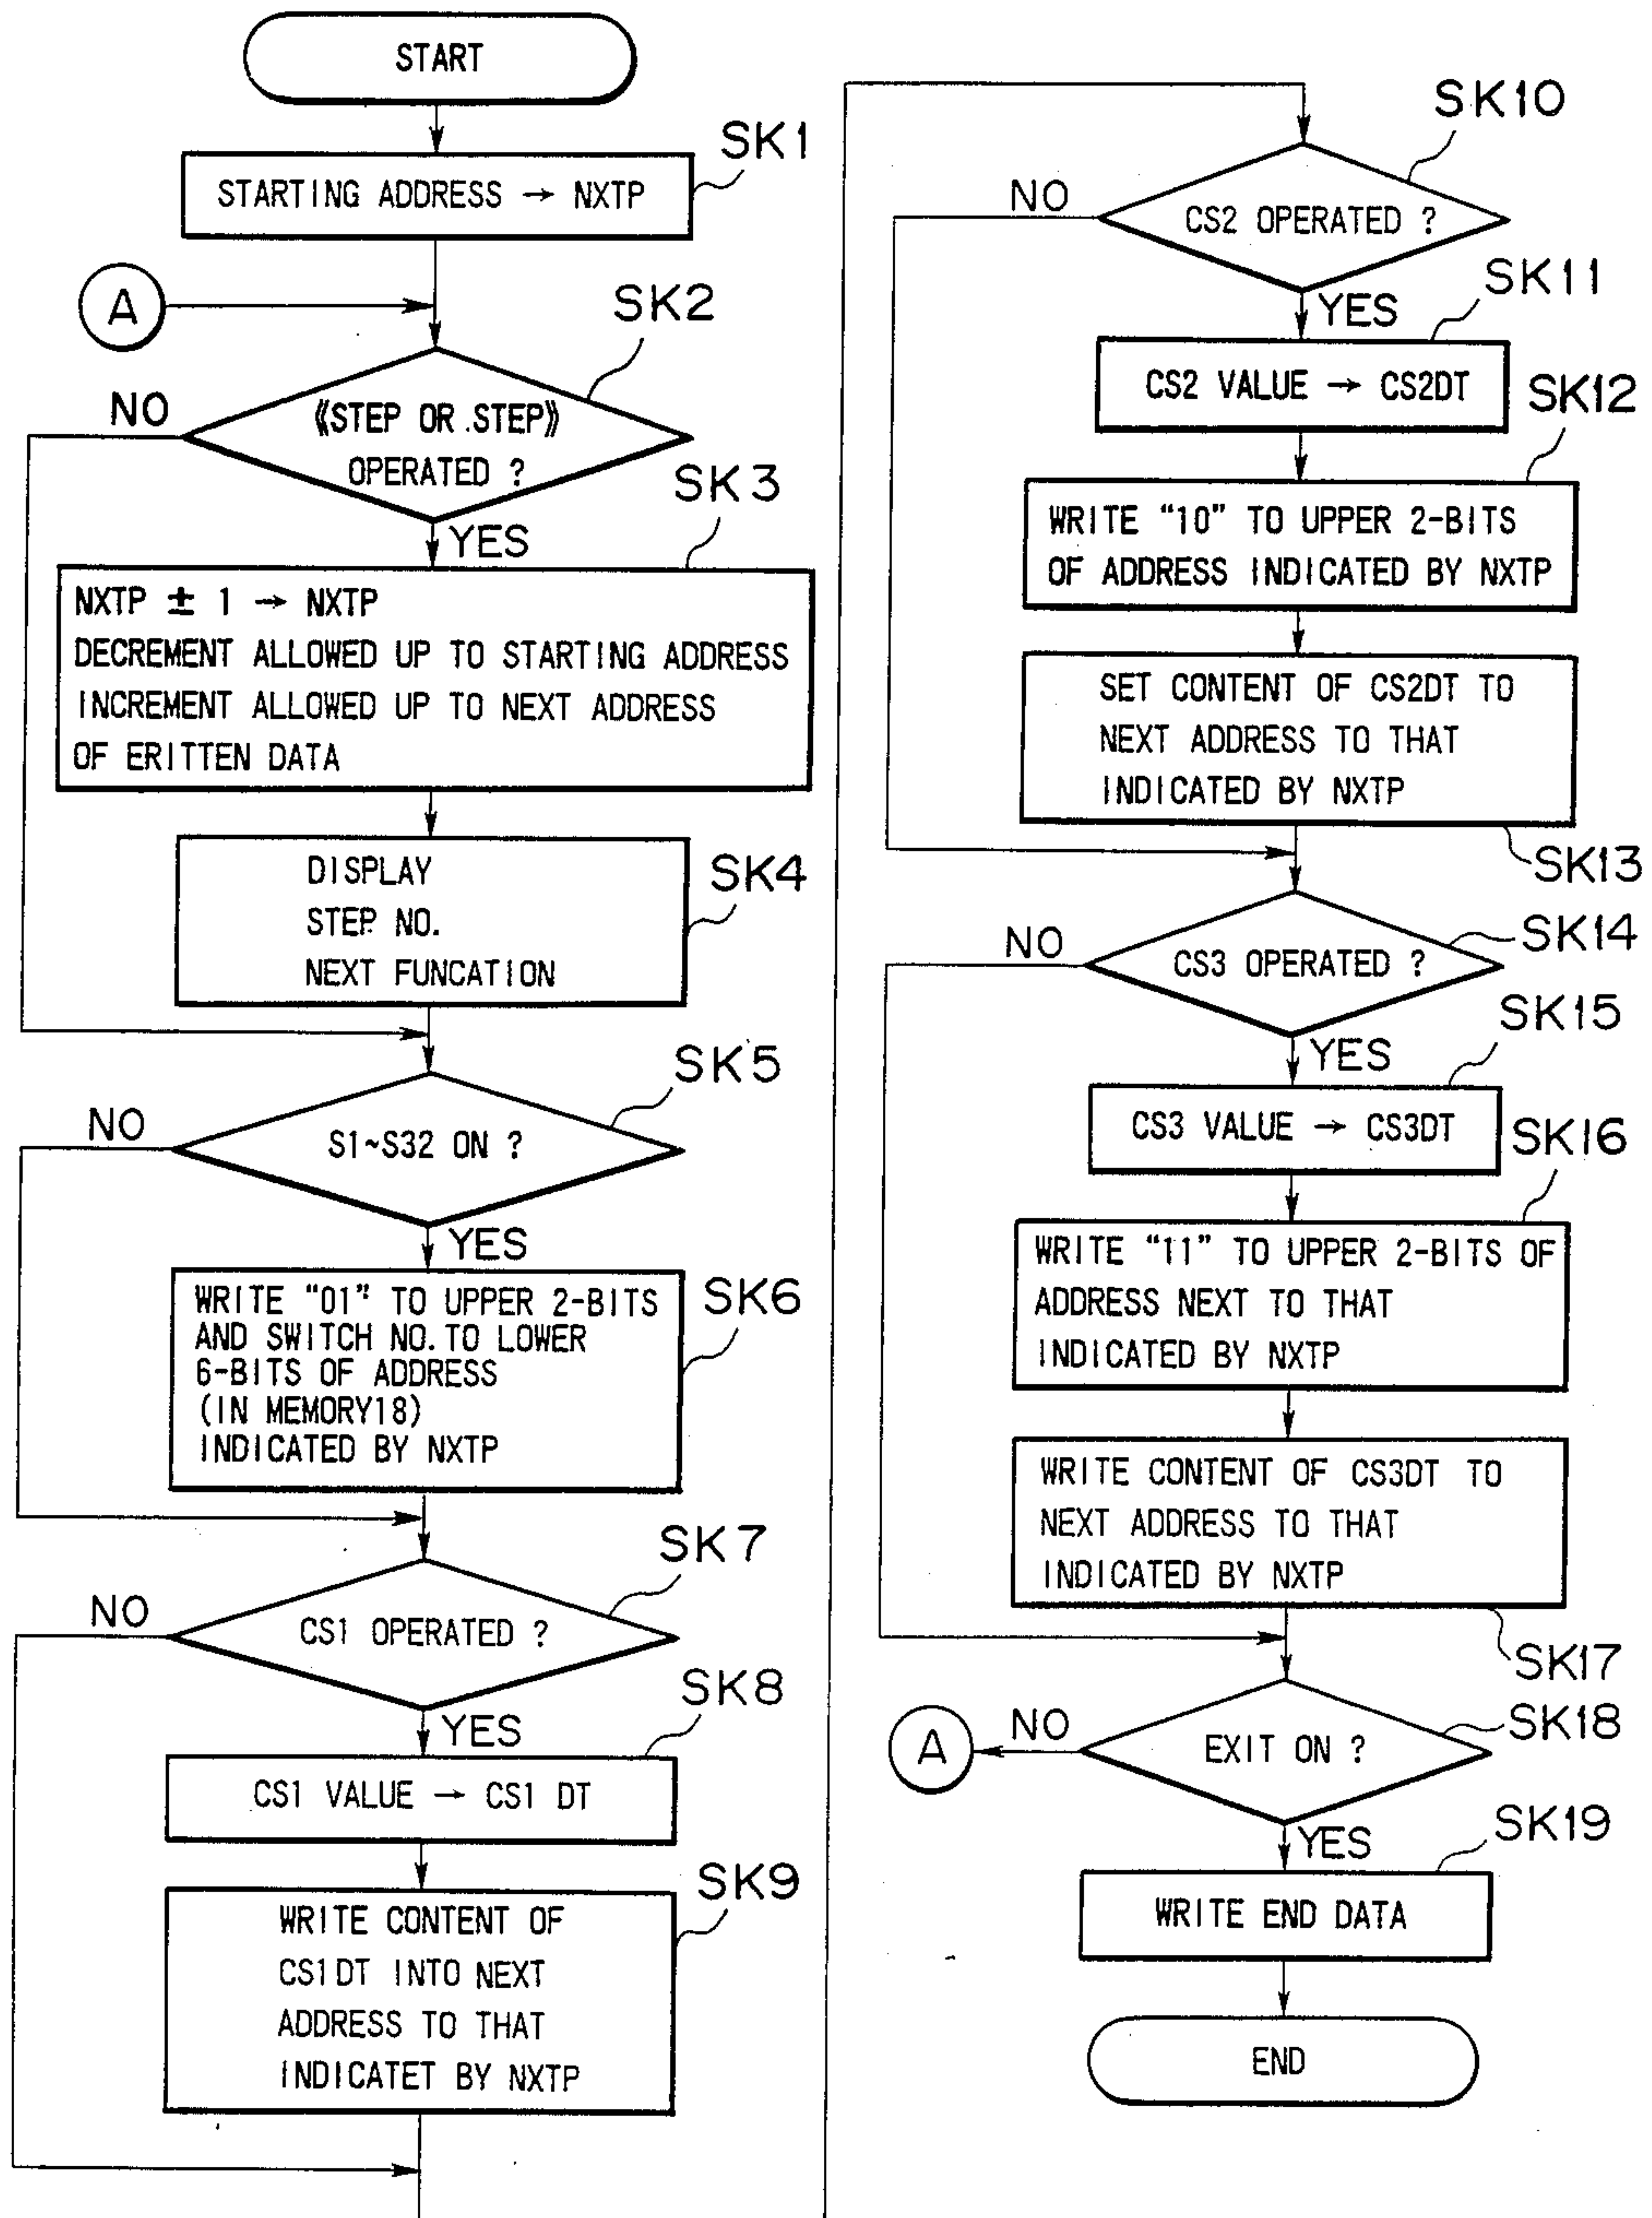 START
SK1
STARTING ADDRESS → NXTP
A
SK2
NO
《STEP OR STEP》
OPERATED ?
SK3
YES
NXTP ± 1 → NXTP
DECREMENT ALLOWED UP TO STARTING ADDRESS
INCREMENT ALLOWED UP TO NEXT ADDRESS
OF ERITTEN DATA
SK4
DISPLAY
STEP NO.
NEXT FUNCATION
SK5
NO
S1~S32 ON ?
YES
SK6
WRITE "01" TO UPPER 2-BITS
AND SWITCH NO. TO LOWER
6-BITS OF ADDRESS
(IN MEMORY18)
INDICATED BY NXTP
SK7
NO
CS1 OPERATED ?
SK8
YES
CS1 VALUE → CS1 DT
SK9
WRITE CONTENT OF
CS1DT INTO NEXT
ADDRESS TO THAT
INDICATET BY NXTP
SK10
NO
CS2 OPERATED ?
SK11
YES
CS2 VALUE → CS2DT
SK12
WRITE "10" TO UPPER 2-BITS
OF ADDRESS INDICATED BY NXTP
SET CONTENT OF CS2DT TO
NEXT ADDRESS TO THAT
INDICATED BY NXTP
SK13
SK14
NO
CS3 OPERATED ?
SK15
YES
CS3 VALUE → CS3DT
SK16
WRITE "11" TO UPPER 2-BITS OF
ADDRESS NEXT TO THAT
INDICATED BY NXTP
WRITE CONTENT OF CS3DT TO
NEXT ADDRESS TO THAT
INDICATED BY NXTP
SK17
SK18
A
NO
EXIT ON ?
YES
SK19
WRITE END DATA
END